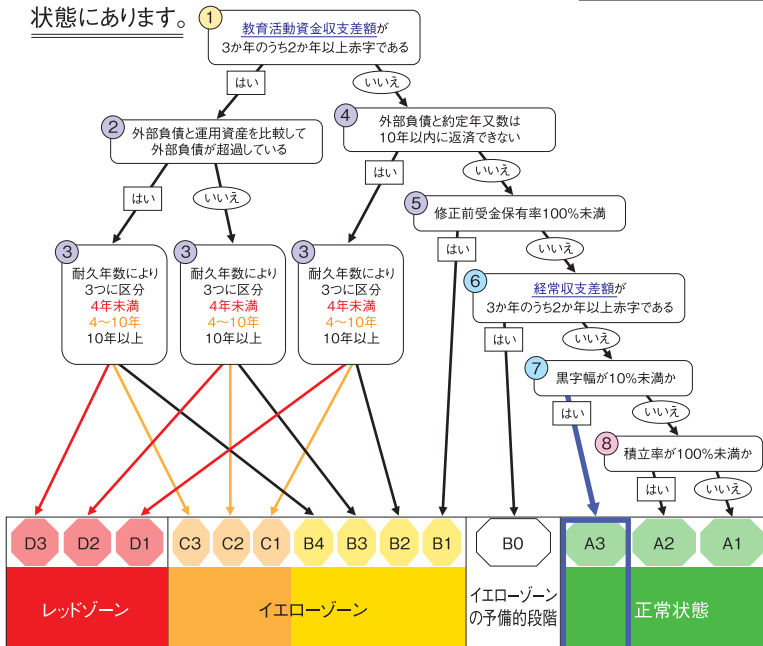 状態にあります。
1
教育活動資金収支差額が
3か年のうち2か年以上赤字である
はい
いいえ
2
外部負債と運用資産を比較して
外部負債が超過している
4
外部負債と約定年又数は
10年以内に返済できない
はい
いいえ
はい
いいえ
5
修正前受金保有率100%未満
はい
いいえ
3
耐久年数により
3つに区分
4年未満
4~10年
10年以上
3
耐久年数により
3つに区分
4年未満
4~10年
10年以上
3
耐久年数により
3つに区分
4年未満
4~10年
10年以上
6
経常収支差額が
3か年のうち2か年以上赤字である
はい
いいえ
7
黒字幅が10%未満か
はい
いいえ
8
積立率が100%未満か
はい
いいえ
D3 D2 D1 C3 C2 C1 B4 B3 B2 B1 B0 A3 A2 A1
レッドゾーン
イエローゾーン
イエローゾーン
の予備的段階
正常状態